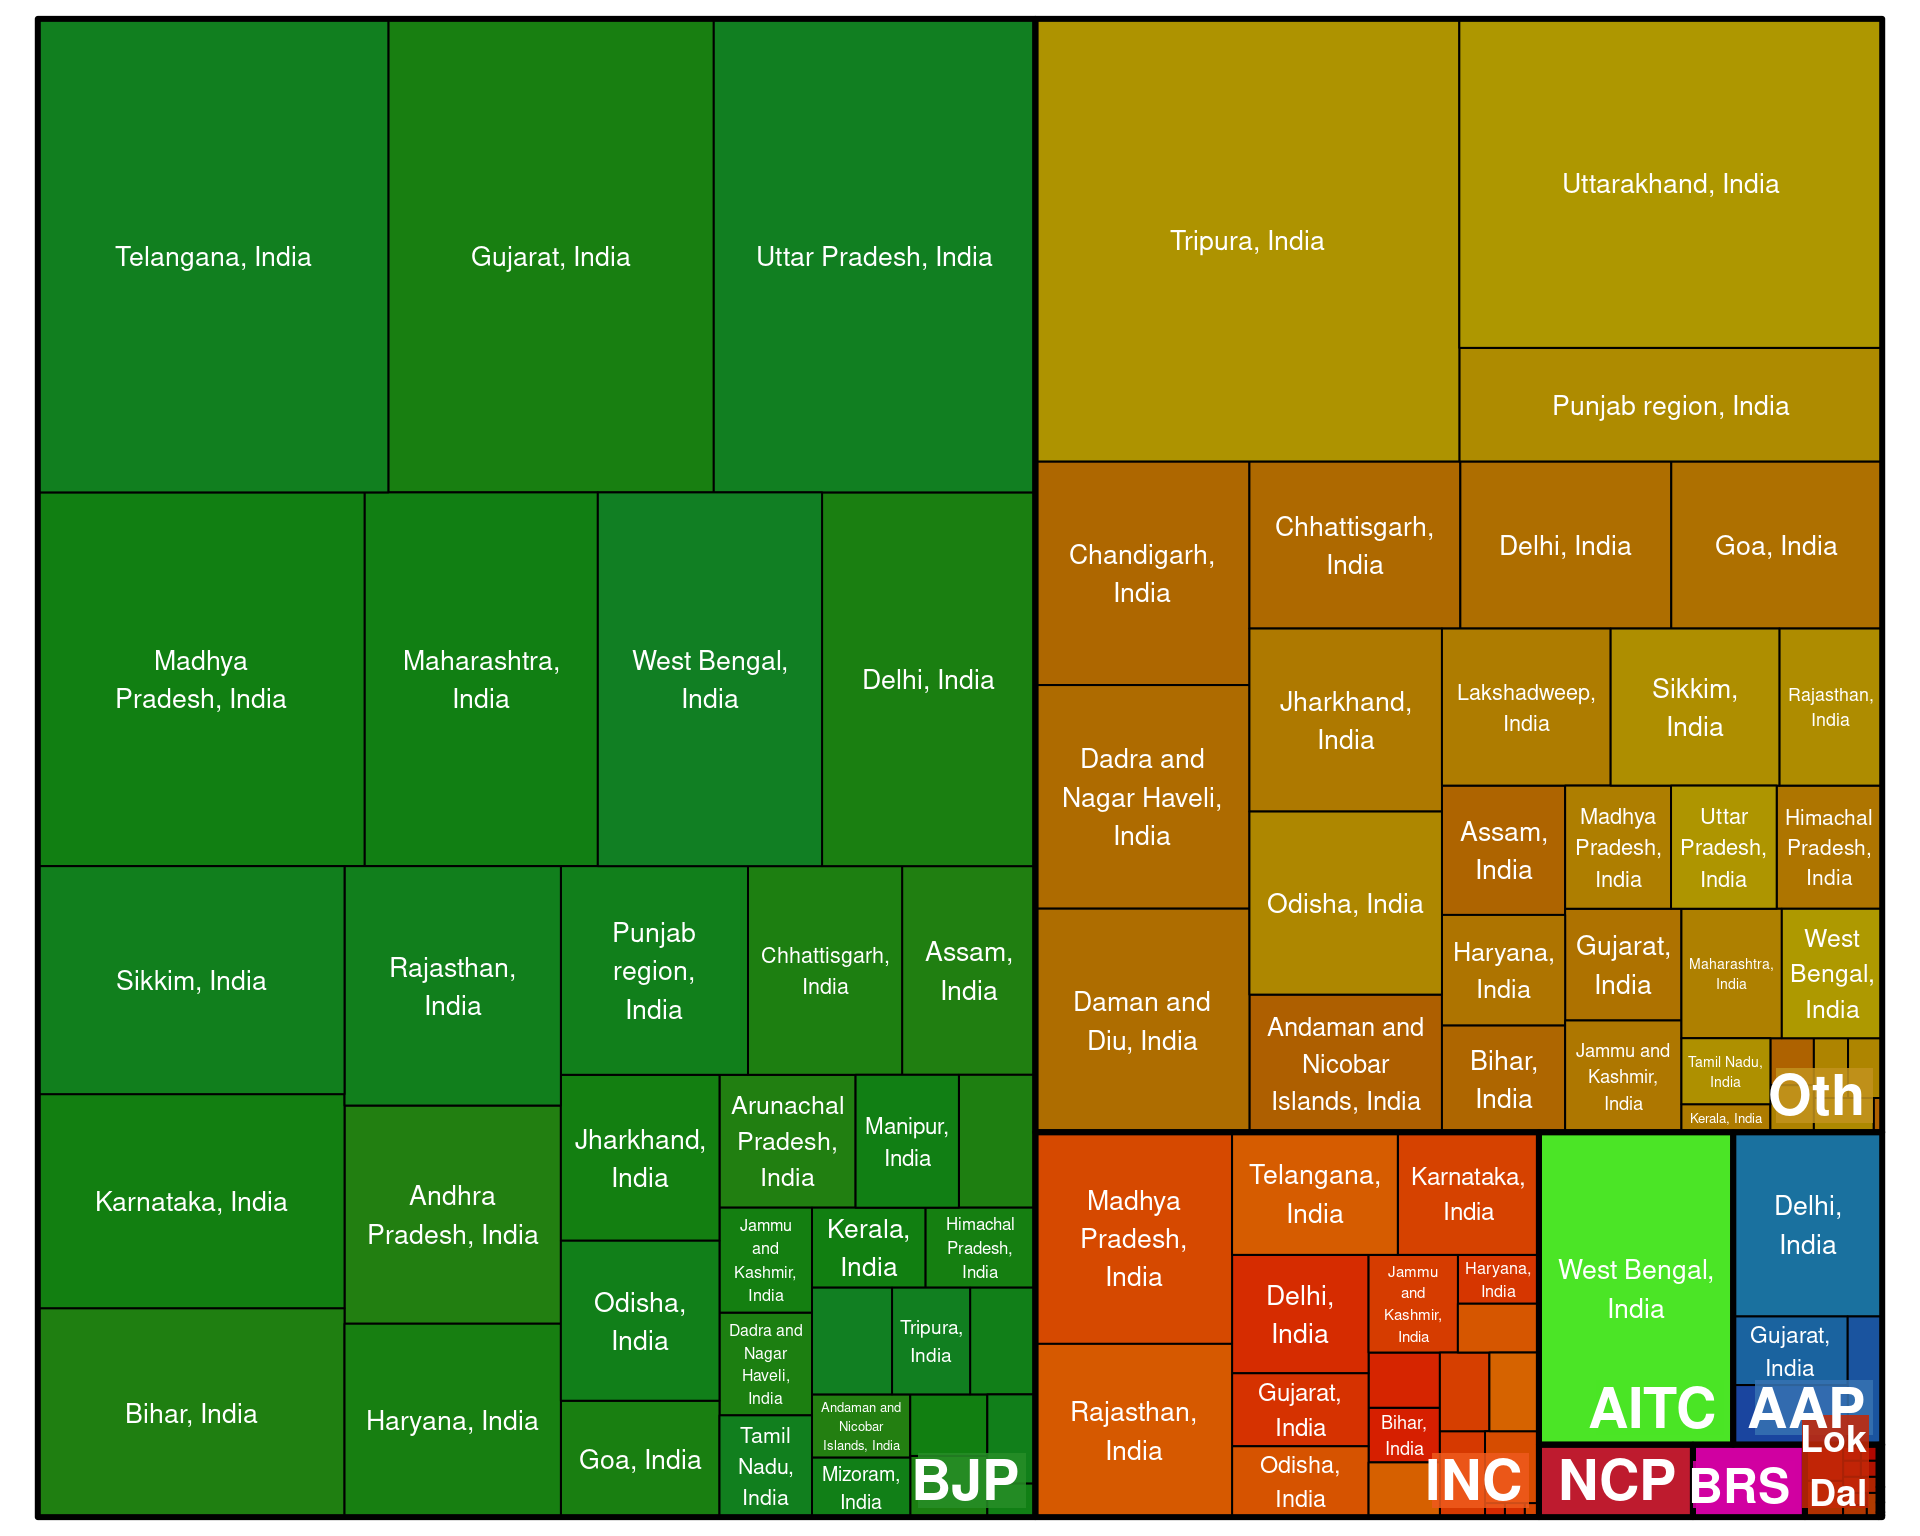 Telangana, India
Gujarat, India
Uttar Pradesh, India
Madhya
Pradesh, India
Maharashtra,
India
West Bengal,
India
Delhi, India
Sikkim, India
Rajasthan,
India
Punjab
region,
India
Chhattisgarh,
India
Assam,
India
Karnataka, India
Andhra
Pradesh, India
Jharkhand,
India
Arunachal
Pradesh,
India
Manipur,
India
Bihar, India
Haryana, India
Odisha,
India
Goa, India
Jammu
and
Kashmir,
India
Kerala,
India
Himachal
Pradesh,
India
Dadra and
Nagar
Haveli,
India
Tripura,
India
Tamil
Nadu,
India
Andaman and
Nicobar
Islands, India
Mizoram,
India
BJP
Tripura, India
Uttarakhand, India
Punjab region, India
Chandigarh,
India
Chhattisgarh,
India
Delhi, India
Goa, India
Dadra and
Nagar Haveli,
India
Jharkhand,
India
Lakshadweep,
India
Sikkim,
India
Rajasthan,
India
Daman and
Diu, India
Odisha, India
Assam,
India
Madhya
Pradesh,
India
Uttar
Pradesh,
India
Himachal
Pradesh,
India
Andaman and
Nicobar
Islands, India
Haryana,
India
Gujarat,
India
Maharashtra,
India
West
Bengal,
India
Bihar,
India
Jammu and
Kashmir,
India
Tamil Nadu,
India
Kerala, India
Oth
Madhya
Pradesh,
India
Telangana,
India
Karnataka,
India
Rajasthan,
India
Delhi,
India
Jammu
and
Kashmir,
India
Haryana,
India
Gujarat,
India
Bihar,
India
Odisha,
India
INC
West Bengal,
India
AITC
Delhi,
India
Gujarat,
India
AAP
NCP
BRS
Lok
Dal